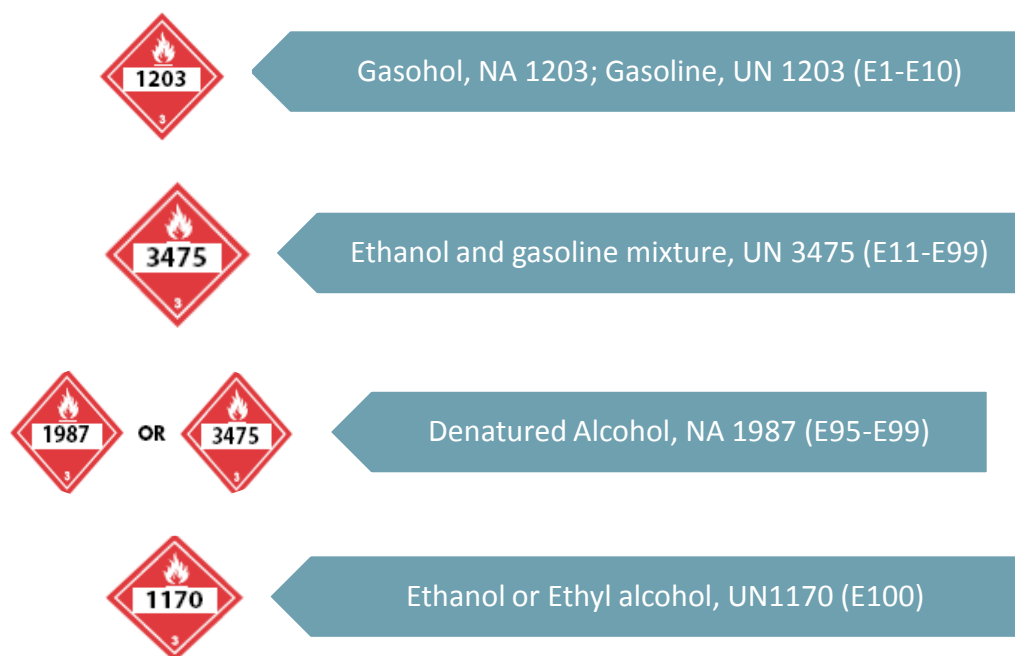 1203
3
Gasohol, NA 1203; Gasoline, UN 1203 (E1-E10)
3475
3
Ethanol and gasoline mixture, UN 3475 (E11-E99)
1987
3
OR
3475
3
Denatured Alcohol, NA 1987 (E95-E99)
1170
3
Ethanol or Ethyl alcohol, UN1170 (E100)